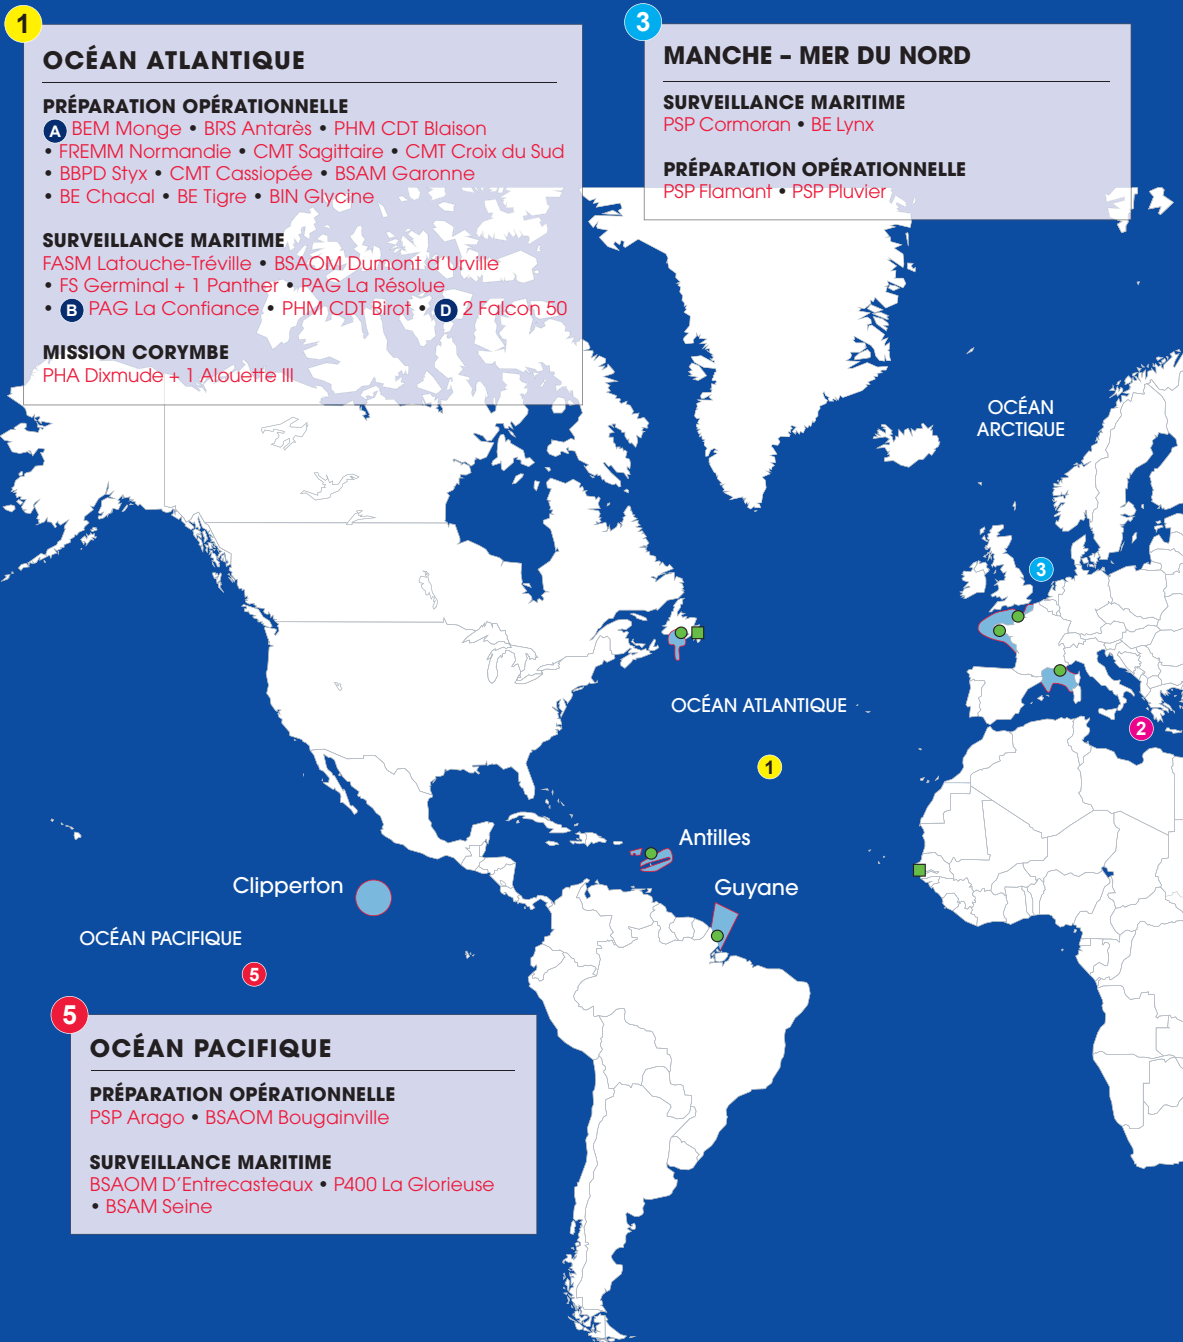 1
OCÉAN ATLANTIQUE
PRÉPARATION OPÉRATIONNELLE
A BEM Monge • BRS Antarès • PHM CDT Blaison
• FREMM Normandie • CMT Sagittaire • CMT Croix du Sud
• BBPD Styx • CMT Cassiopée • BSAM Garonne
• BE Chacal • BE Tigre • BIN Glycine
SURVEILLANCE MARITIME
FASM Latouche-Tréville • BSAOM Dumont d’Urville
• FS Germinal + 1 Panther • PAG La Résolue
• B PAG La Confiance • PHM CDT Birot • D 2 Falcon 50
MISSION CORYMBE
PHA Dixmude + 1 Alouette III
3
MANCHE – MER DU NORD
SURVEILLANCE MARITIME
PSP Cormoran • BE Lynx
PRÉPARATION OPÉRATIONNELLE
PSP Flamant • PSP Pluvier
OCÉAN
ARCTIQUE
3
OCÉAN ATLANTIQUE
2
1
Antilles
Clipperton
Guyane
OCÉAN PACIFIQUE
5
5
OCÉAN PACIFIQUE
PRÉPARATION OPÉRATIONNELLE
PSP Arago • BSAOM Bougainville
SURVEILLANCE MARITIME
BSAOM D’Entrecasteaux • P400 La Glorieuse
• BSAM Seine